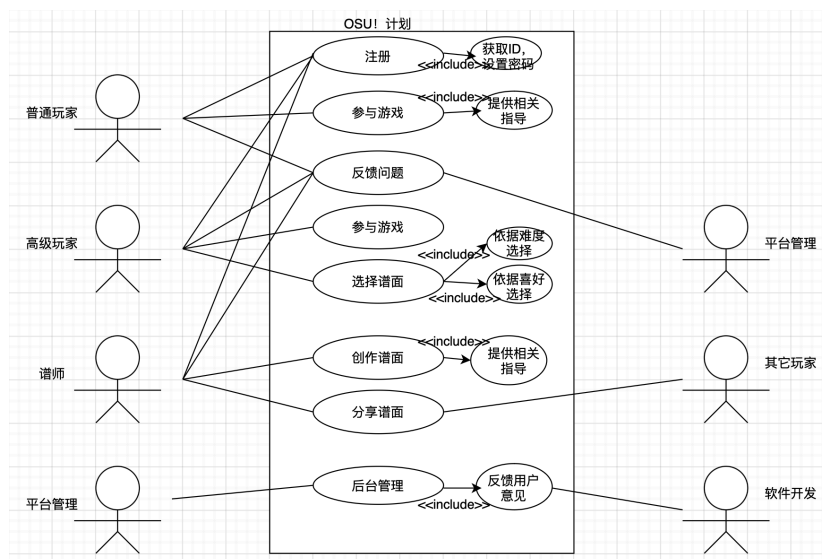 OSU！计划
注册
获取ID，
设置密码
<<include>>
普通玩家
参与游戏
<<include>>
提供相关
指导
反馈问题
高级玩家
参与游戏
平台管理
<<include>>
依据难度
选择
选择谱面
<<include>>
依据喜好
选择
谱师
创作谱面
<<include>>
提供相关
指导
其它玩家
分享谱面
平台管理
后台管理
<<include>>
反馈用户
意见
软件开发